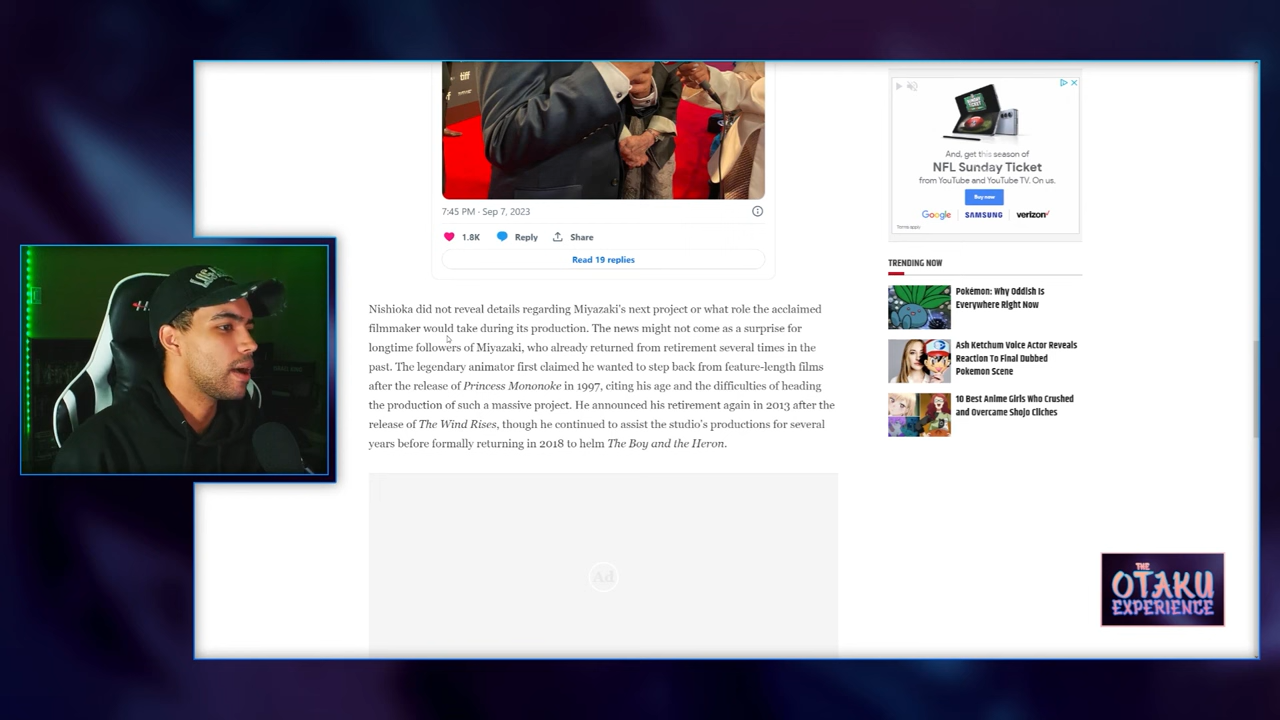 tiff
7:45 PM · Sep 7, 2023
1.8K Reply Share
Read 19 replies
Nishioka did not reveal details regarding Miyazaki's next project or what role the acclaimed
filmmaker would take during its production. The news might not come as a surprise for
longtime followers of Miyazaki, who already returned from retirement several times in the
past. The legendary animator first claimed he wanted to step back from feature-length films
after the release of Princess Mononoke in 1997, citing his age and the difficulties of heading
the production of such a massive project. He announced his retirement again in 2013 after the
release of The Wind Rises, though he continued to assist the studio's productions for several
years before formally returning in 2018 to helm The Boy and the Heron.
Ad
And, get this season of
NFL Sunday Ticket
from YouTube and YouTube TV. On us.
Buy now
Google SAMSUNG verizon
Terms apply
TRENDING NOW
Pokémon: Why Oddish Is
Everywhere Right Now
Ash Ketchum Voice Actor Reveals
Reaction To Final Dubbed
Pokemon Scene
10 Best Anime Girls Who Crushed
and Overcame Shojo Cliches
THE
OTAKU
EXPERIENCE